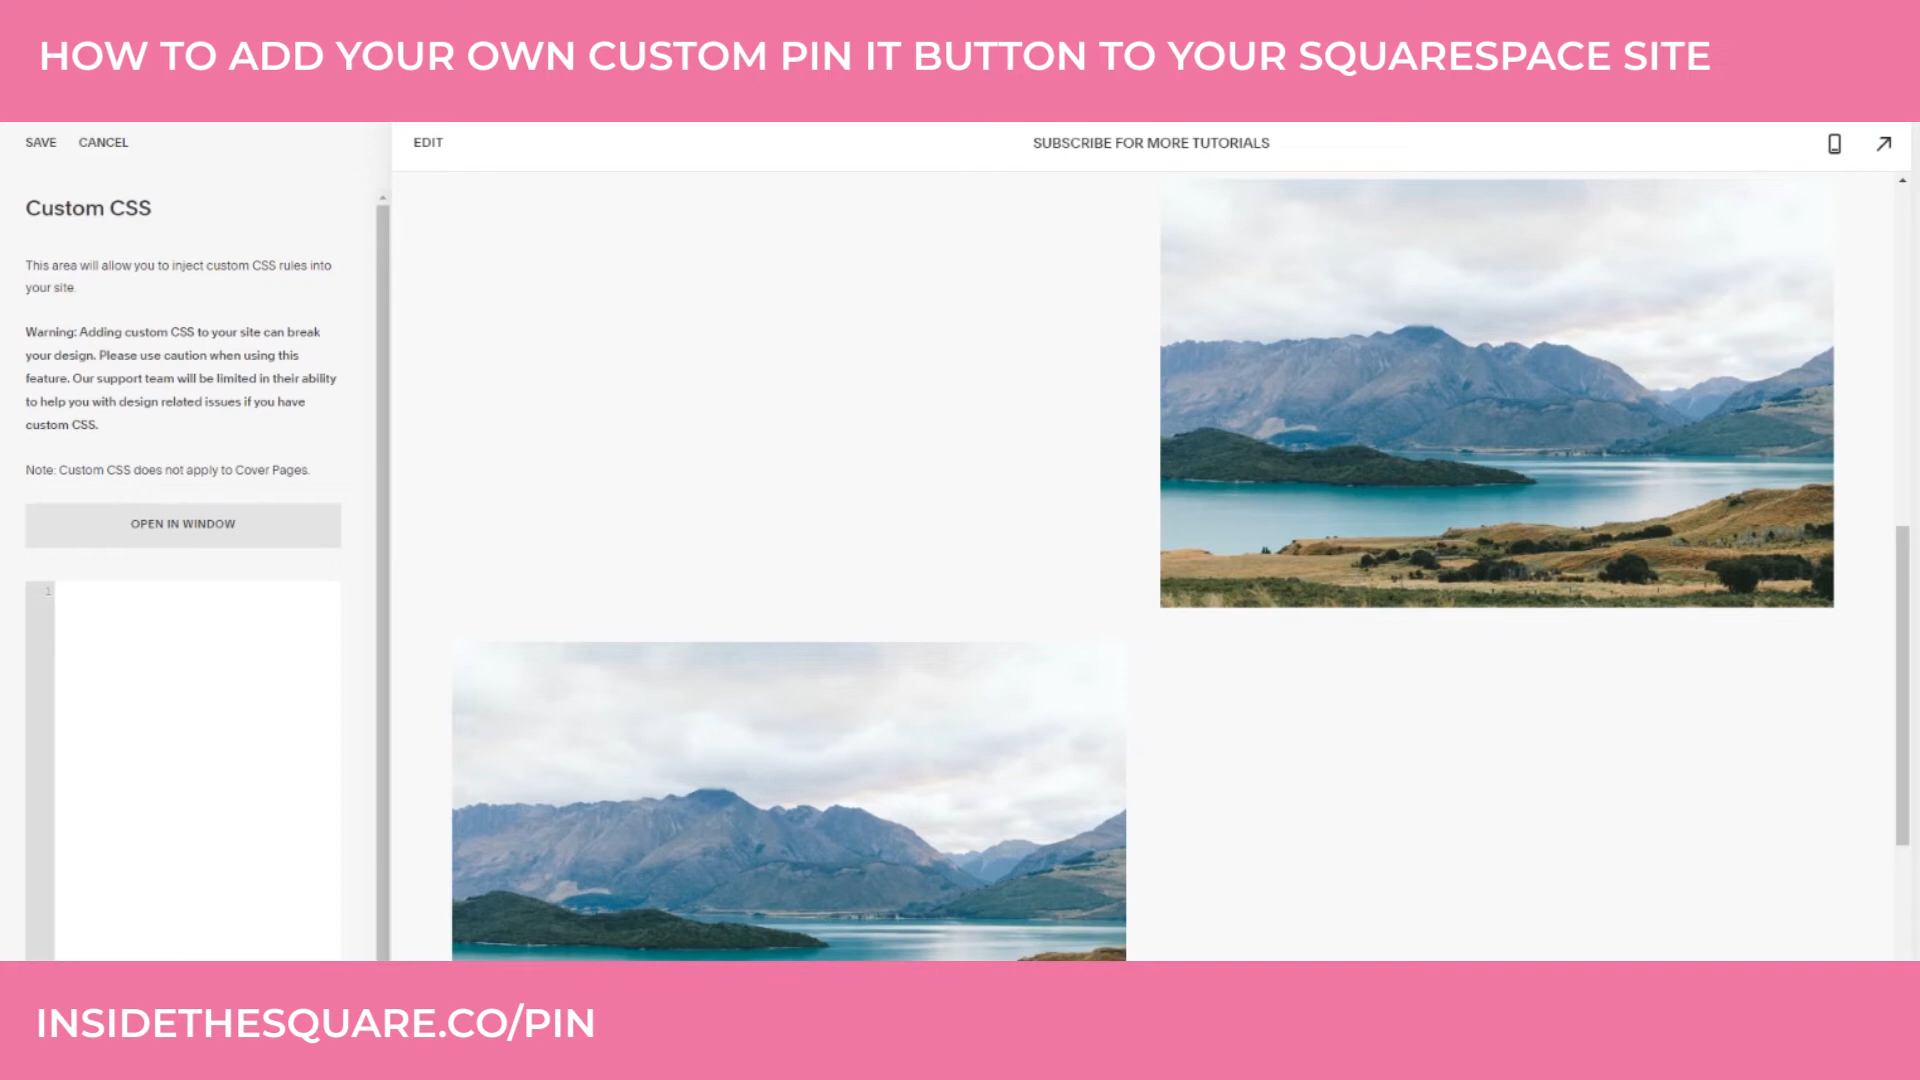 HOW TO ADD YOUR OWN CUSTOM PIN IT BUTTON TO YOUR SQUARESPACE SITE
SAVE CANCEL
EDIT
SUBSCRIBE FOR MORE TUTORIALS
Custom CSS
This area will allow you to inject custom CSS rules into
your site.
Warning: Adding custom CSS to your site can break
your design. Please use caution when using this
feature. Our support team will be limited in their ability
to help you with design related issues if you have
custom CSS.
Note: Custom CSS does not apply to Cover Pages.
OPEN IN WINDOW
1
INSIDETHESQUARE.CO/PIN